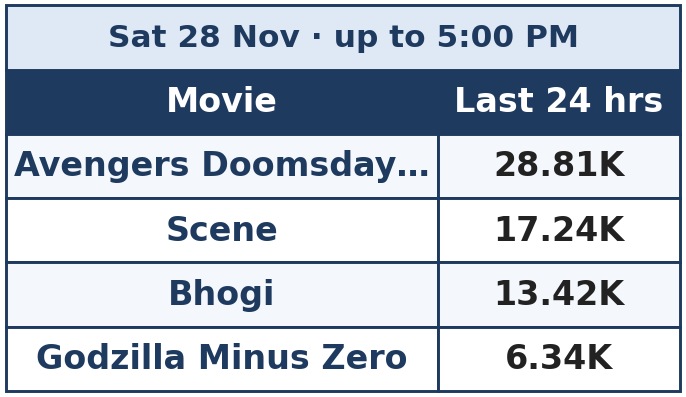 Sat 28 Nov · up to 5:00 PM
Movie Last 24 hrs
Avengers Doomsday... 28.81K
Scene 17.24K
Bhogi 13.42K
Godzilla Minus Zero 6.34K